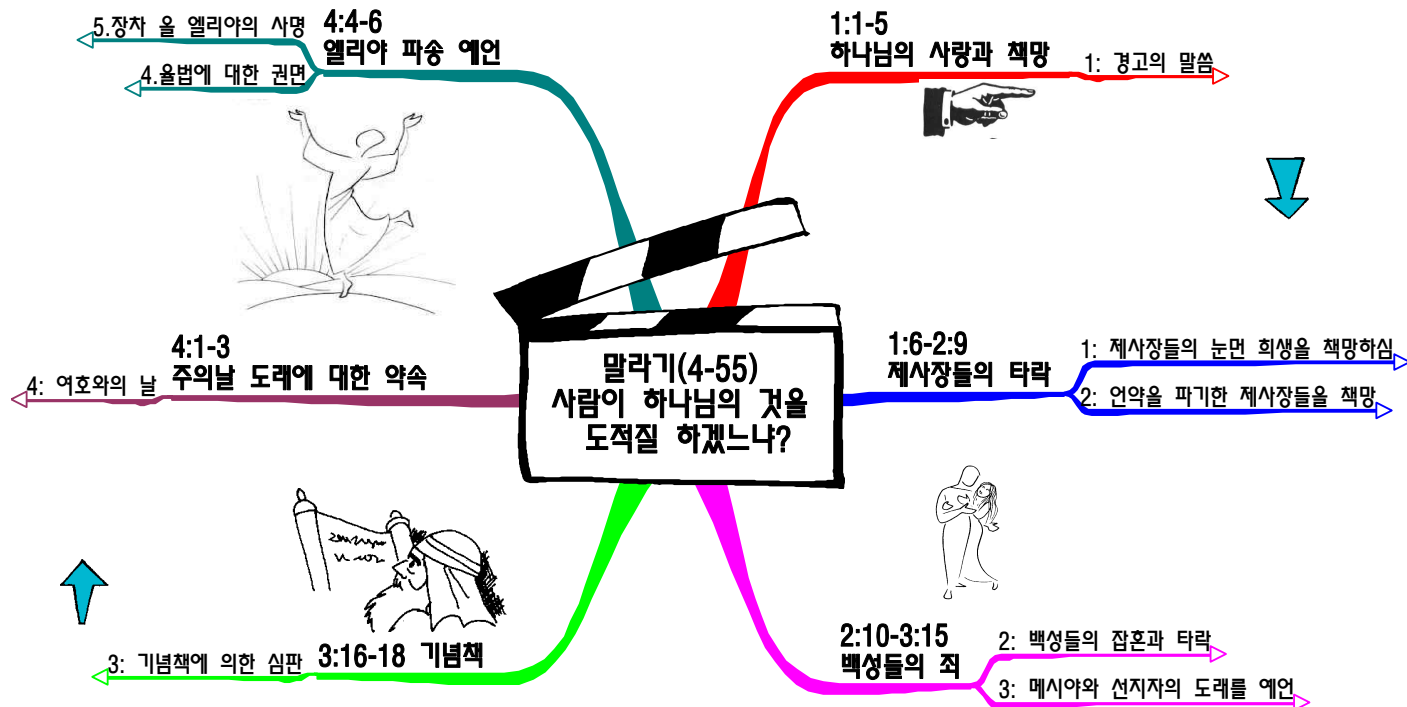 말라기(4-55)
사람이 하나님의 것을
도적질 하겠느냐?
1:1-5
하나님의 사랑과 책망
1: 경고의 말씀
1:6-2:9
제사장들의 타락
1: 제사장들의 눈먼 희생을 책망하심
2: 언약을 파기한 제사장들을 책망
2:10-3:15
백성들의 죄
2: 백성들의 잡혼과 타락
3: 메시야와 선지자의 도래를 예언
3:16-18 기념책
3: 기념책에 의한 심판
4:1-3
주의날 도래에 대한 약속
4: 여호와의 날
4:4-6
엘리야 파송 예언
5.장차 올 엘리야의 사명
4.율법에 대한 권면